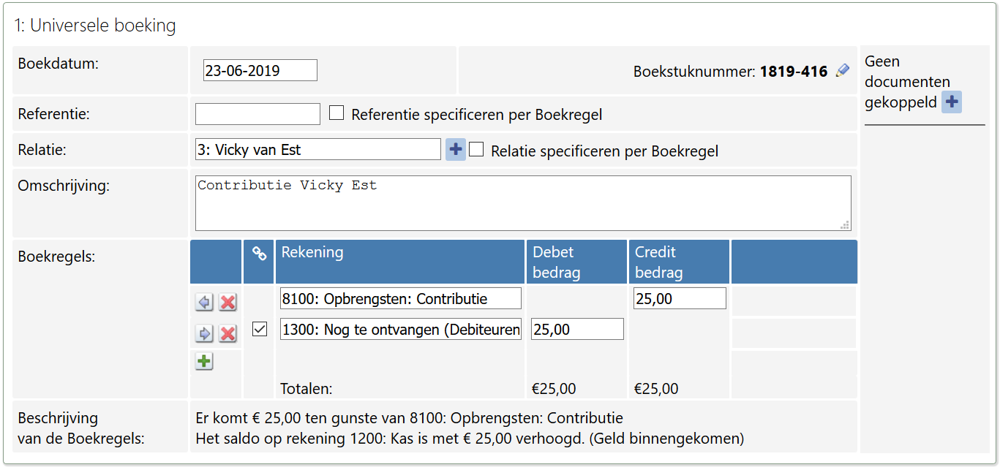 1: Universele boeking
Boekdatum:
23-06-2019
Boekstuknummer: 1819-416
Geen
documenten
gekoppeld
Referentie:
Referentie specificeren per Boekregel
Relatie:
3: Vicky van Est
Relatie specificeren per Boekregel
Omschrijving:
Contributie Vicky Est
Boekregels:
Rekening
Debet
bedrag
Credit
bedrag
8100: Opbrengsten: Contributie
25,00
1300: Nog te ontvangen (Debiteuren
25,00
Totalen:
€25,00
€25,00
Beschrijving
van de Boekregels:
Er komt € 25,00 ten gunste van 8100: Opbrengsten: Contributie
Het saldo op rekening 1200: Kas is met € 25,00 verhoogd. (Geld binnengekomen)